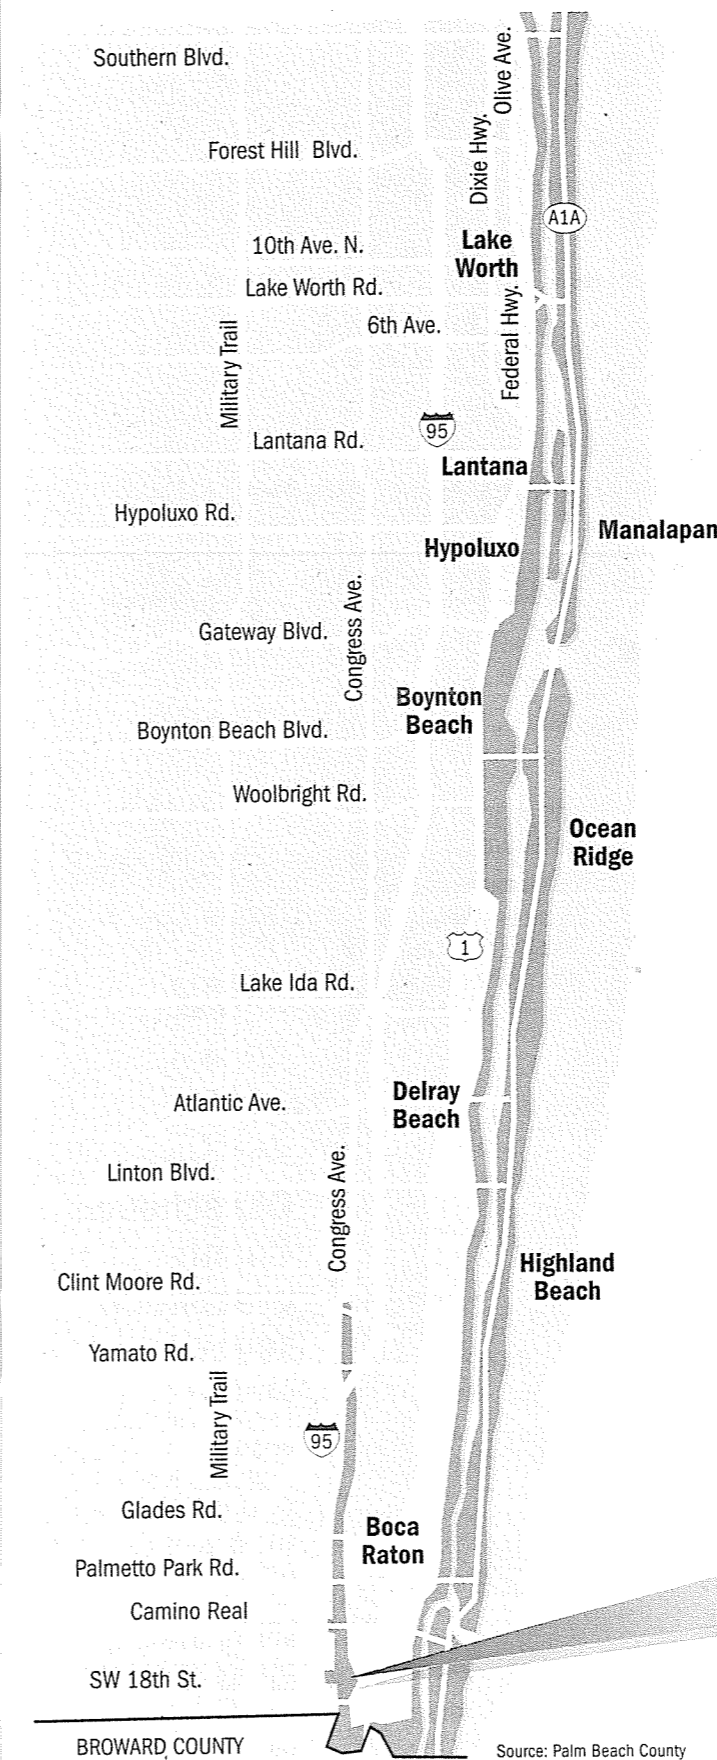 Southern Blvd.
Olive Ave.
Forest Hill Blvd.
Dixie Hwy.
A1A
10th Ave. N.
Lake
Worth
Lake Worth Rd.
6th Ave.
Federal Hwy.
Military Trail
95
Lantana Rd.
Lantana
Hypoluxo Rd.
Manalapan
Hypoluxo
Congress Ave.
Gateway Blvd.
Boynton
Beach
Boynton Beach Blvd.
Woolbright Rd.
Ocean
Ridge
1
Lake Ida Rd.
Delray
Beach
Atlantic Ave.
Linton Blvd.
Congress Ave.
Highland
Beach
Clint Moore Rd.
Yamato Rd.
Military Trail
95
Glades Rd.
Boca
Raton
Palmetto Park Rd.
Camino Real
SW 18th St.
BROWARD COUNTY
Source: Palm Beach County